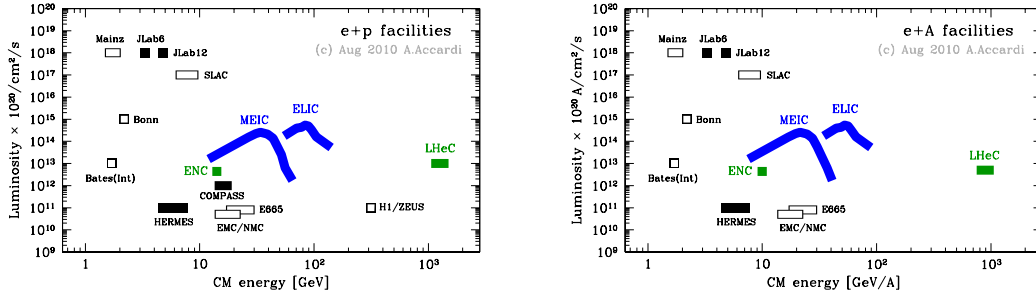 e+p facilities
(c) Aug 2010 A.Accardi
Luminosity × 10²⁰/cm²/s
10²⁰
10¹⁹
10¹⁸
10¹⁷
10¹⁶
10¹⁵
10¹⁴
10¹³
10¹²
10¹¹
10¹⁰
10⁹
Mainz
JLab6
JLab12
SLAC
Bonn
MEIC
ELIC
Bates(Int)
ENC
LHeC
COMPASS
HERMES
E665
EMC/NMC
H1/ZEUS
1
10
10²
10³
CM energy [GeV]
e+A facilities
(c) Aug 2010 A.Accardi
Luminosity × 10²⁰ A/cm²/s
10²⁰
10¹⁹
10¹⁸
10¹⁷
10¹⁶
10¹⁵
10¹⁴
10¹³
10¹²
10¹¹
10¹⁰
10⁹
Mainz
JLab6
JLab12
SLAC
Bonn
MEIC
ELIC
Bates(Int)
ENC
LHeC
HERMES
E665
EMC/NMC
1
10
10²
10³
CM energy [GeV/A]